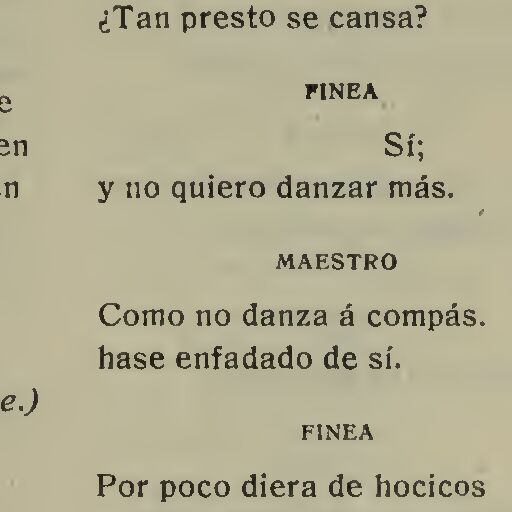 ¿Tan presto se cansa?
FINEA
Sí;
y no quiero danzar más.
MAESTRO
Como no danza á compás.
hase enfadado de sí.
FINEA
Por poco diera de hocicos
e
en
n
e.)